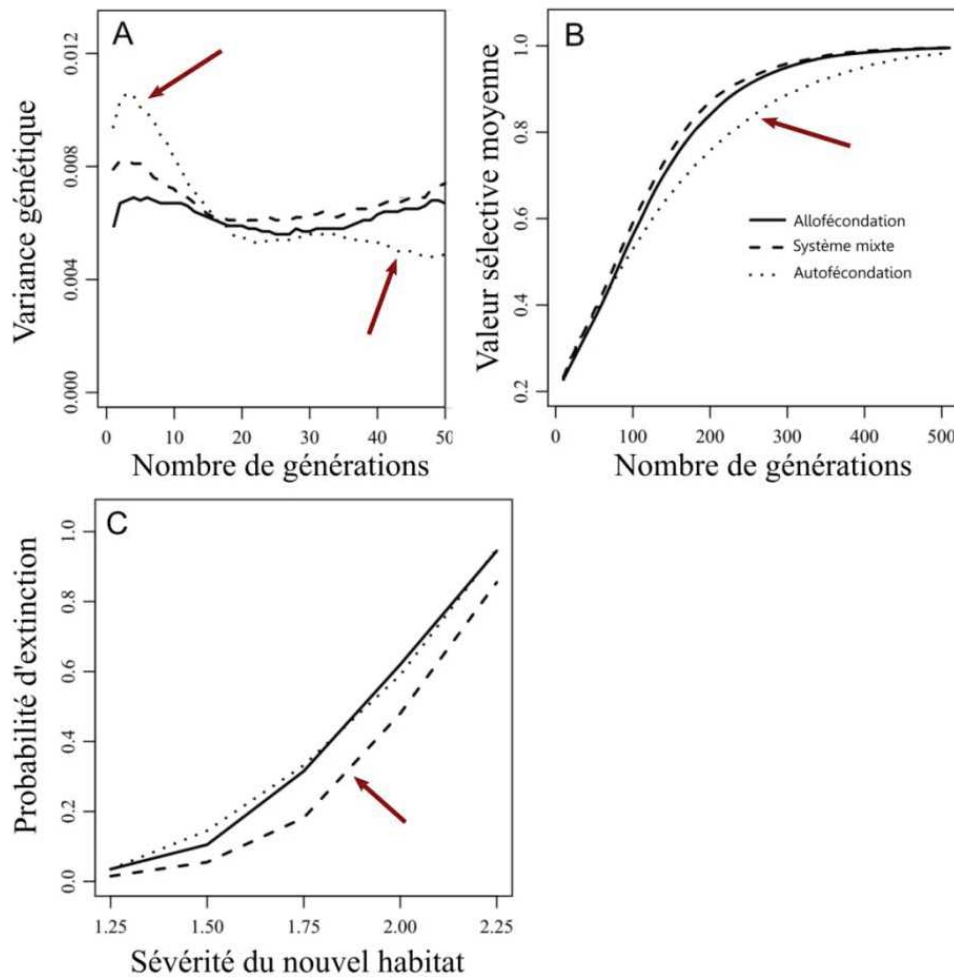 A
Variance génétique
0.012
0.008
0.004
0.000
0
10
20
30
40
50
Nombre de générations
B
Valeur sélective moyenne
1.0
0.8
0.6
0.4
0.2
Allofécondation
Système mixte
Autofécondation
0
100
200
300
400
500
Nombre de générations
C
Probabilité d'extinction
1.0
0.8
0.6
0.4
0.2
0.0
1.25
1.50
1.75
2.00
2.25
Sévérité du nouvel habitat